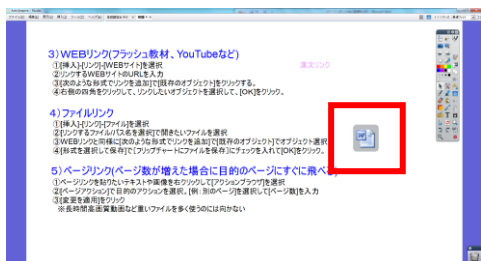 3)WEBリンク(フラッシュ教材、YouTubeなど)
①[挿入]-[リンク]-[WEBサイト]を選択
漢文リンク
②リンクするWEBサイトのURLを入力
③[次のような形式でリンクを追加]で[既存のオブジェクト]をクリックする。
④右側の四角をクリックして、リンクしたいオブジェクトを選択して、[OK]をクリック。
4)ファイルリンク
①[挿入]-[リンク]-[ファイル]を選択
②[リンクするファイルパス名を選択]で開きたいファイルを選択
③WEBリンクと同様に[次のような形式でリンクを追加]で[既存のオブジェクト]でオブジェクト選択
④[形式を選択して保存]で[フリップチャートにファイルを保存]にチェックを入れて[OK]をクリック。
5)ページリンク(ページ数が増えた場合に目的のページにすぐに飛べる)
①ページリンクを貼りたいテキストや画像を右クリックして[アクションブラウザ]を選択
②[ページアクション]で目的のアクションを選択。[例:別のページ]を選択して[ページ数]を入力
③[変更を適用]をクリック
※長時間高画質動画など重いファイルを多く使うのには向かない